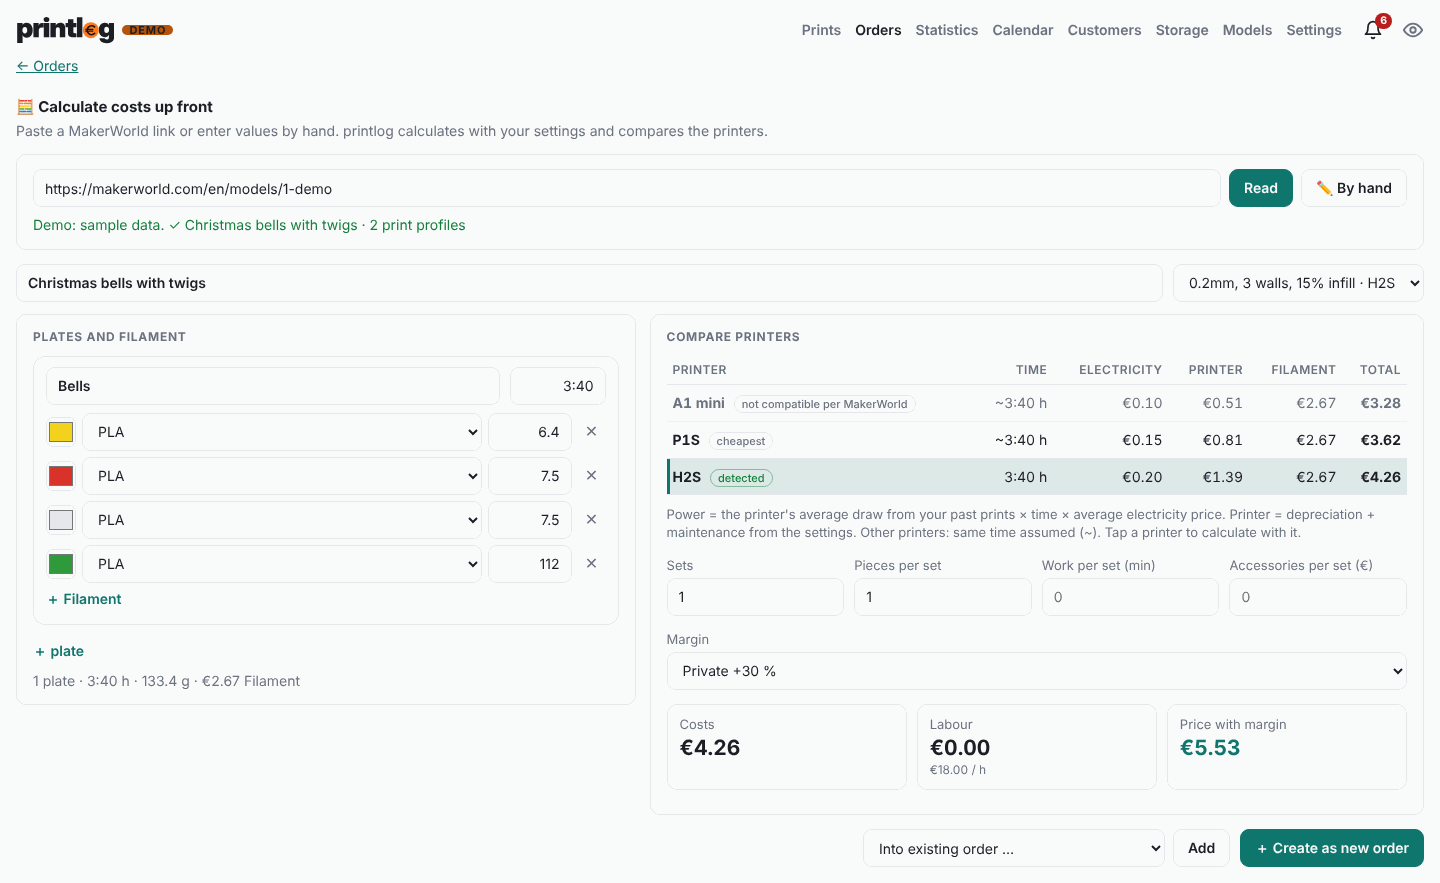 printl€g DEMO
Prints Orders Statistics Calendar Customers Storage Models Settings 6
← Orders
🧮 Calculate costs up front
Paste a MakerWorld link or enter values by hand. printlog calculates with your settings and compares the printers.
https://makerworld.com/en/models/1-demo Read ✏️ By hand
Demo: sample data. ✓ Christmas bells with twigs · 2 print profiles
Christmas bells with twigs 0.2mm, 3 walls, 15% infill · H2S
PLATES AND FILAMENT
Bells 3:40
PLA 6.4 ✕
PLA 7.5 ✕
PLA 7.5 ✕
PLA 112 ✕
+ Filament
+ plate
1 plate · 3:40 h · 133.4 g · €2.67 Filament
COMPARE PRINTERS
PRINTER TIME ELECTRICITY PRINTER FILAMENT TOTAL
A1 mini not compatible per MakerWorld ~3:40 h €0.10 €0.51 €2.67 €3.28
P1S cheapest ~3:40 h €0.15 €0.81 €2.67 €3.62
H2S detected 3:40 h €0.20 €1.39 €2.67 €4.26
Power = the printer's average draw from your past prints × time × average electricity price. Printer = depreciation +
maintenance from the settings. Other printers: same time assumed (~). Tap a printer to calculate with it.
Sets Pieces per set Work per set (min) Accessories per set (€)
1 1 0 0
Margin
Private +30 %
Costs Labour Price with margin
€4.26 €0.00 €5.53
€18.00 / h
Into existing order ... Add + Create as new order